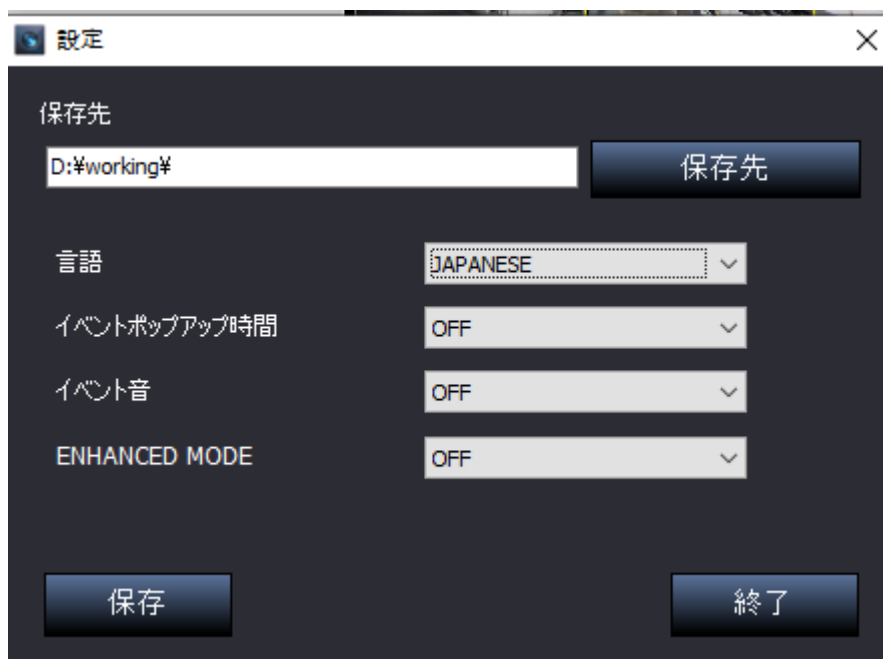 設定
保存先
D:¥working¥
保存先
言語
JAPANESE
イベントポップアップ時間
OFF
イベント音
OFF
ENHANCED MODE
OFF
保存
終了